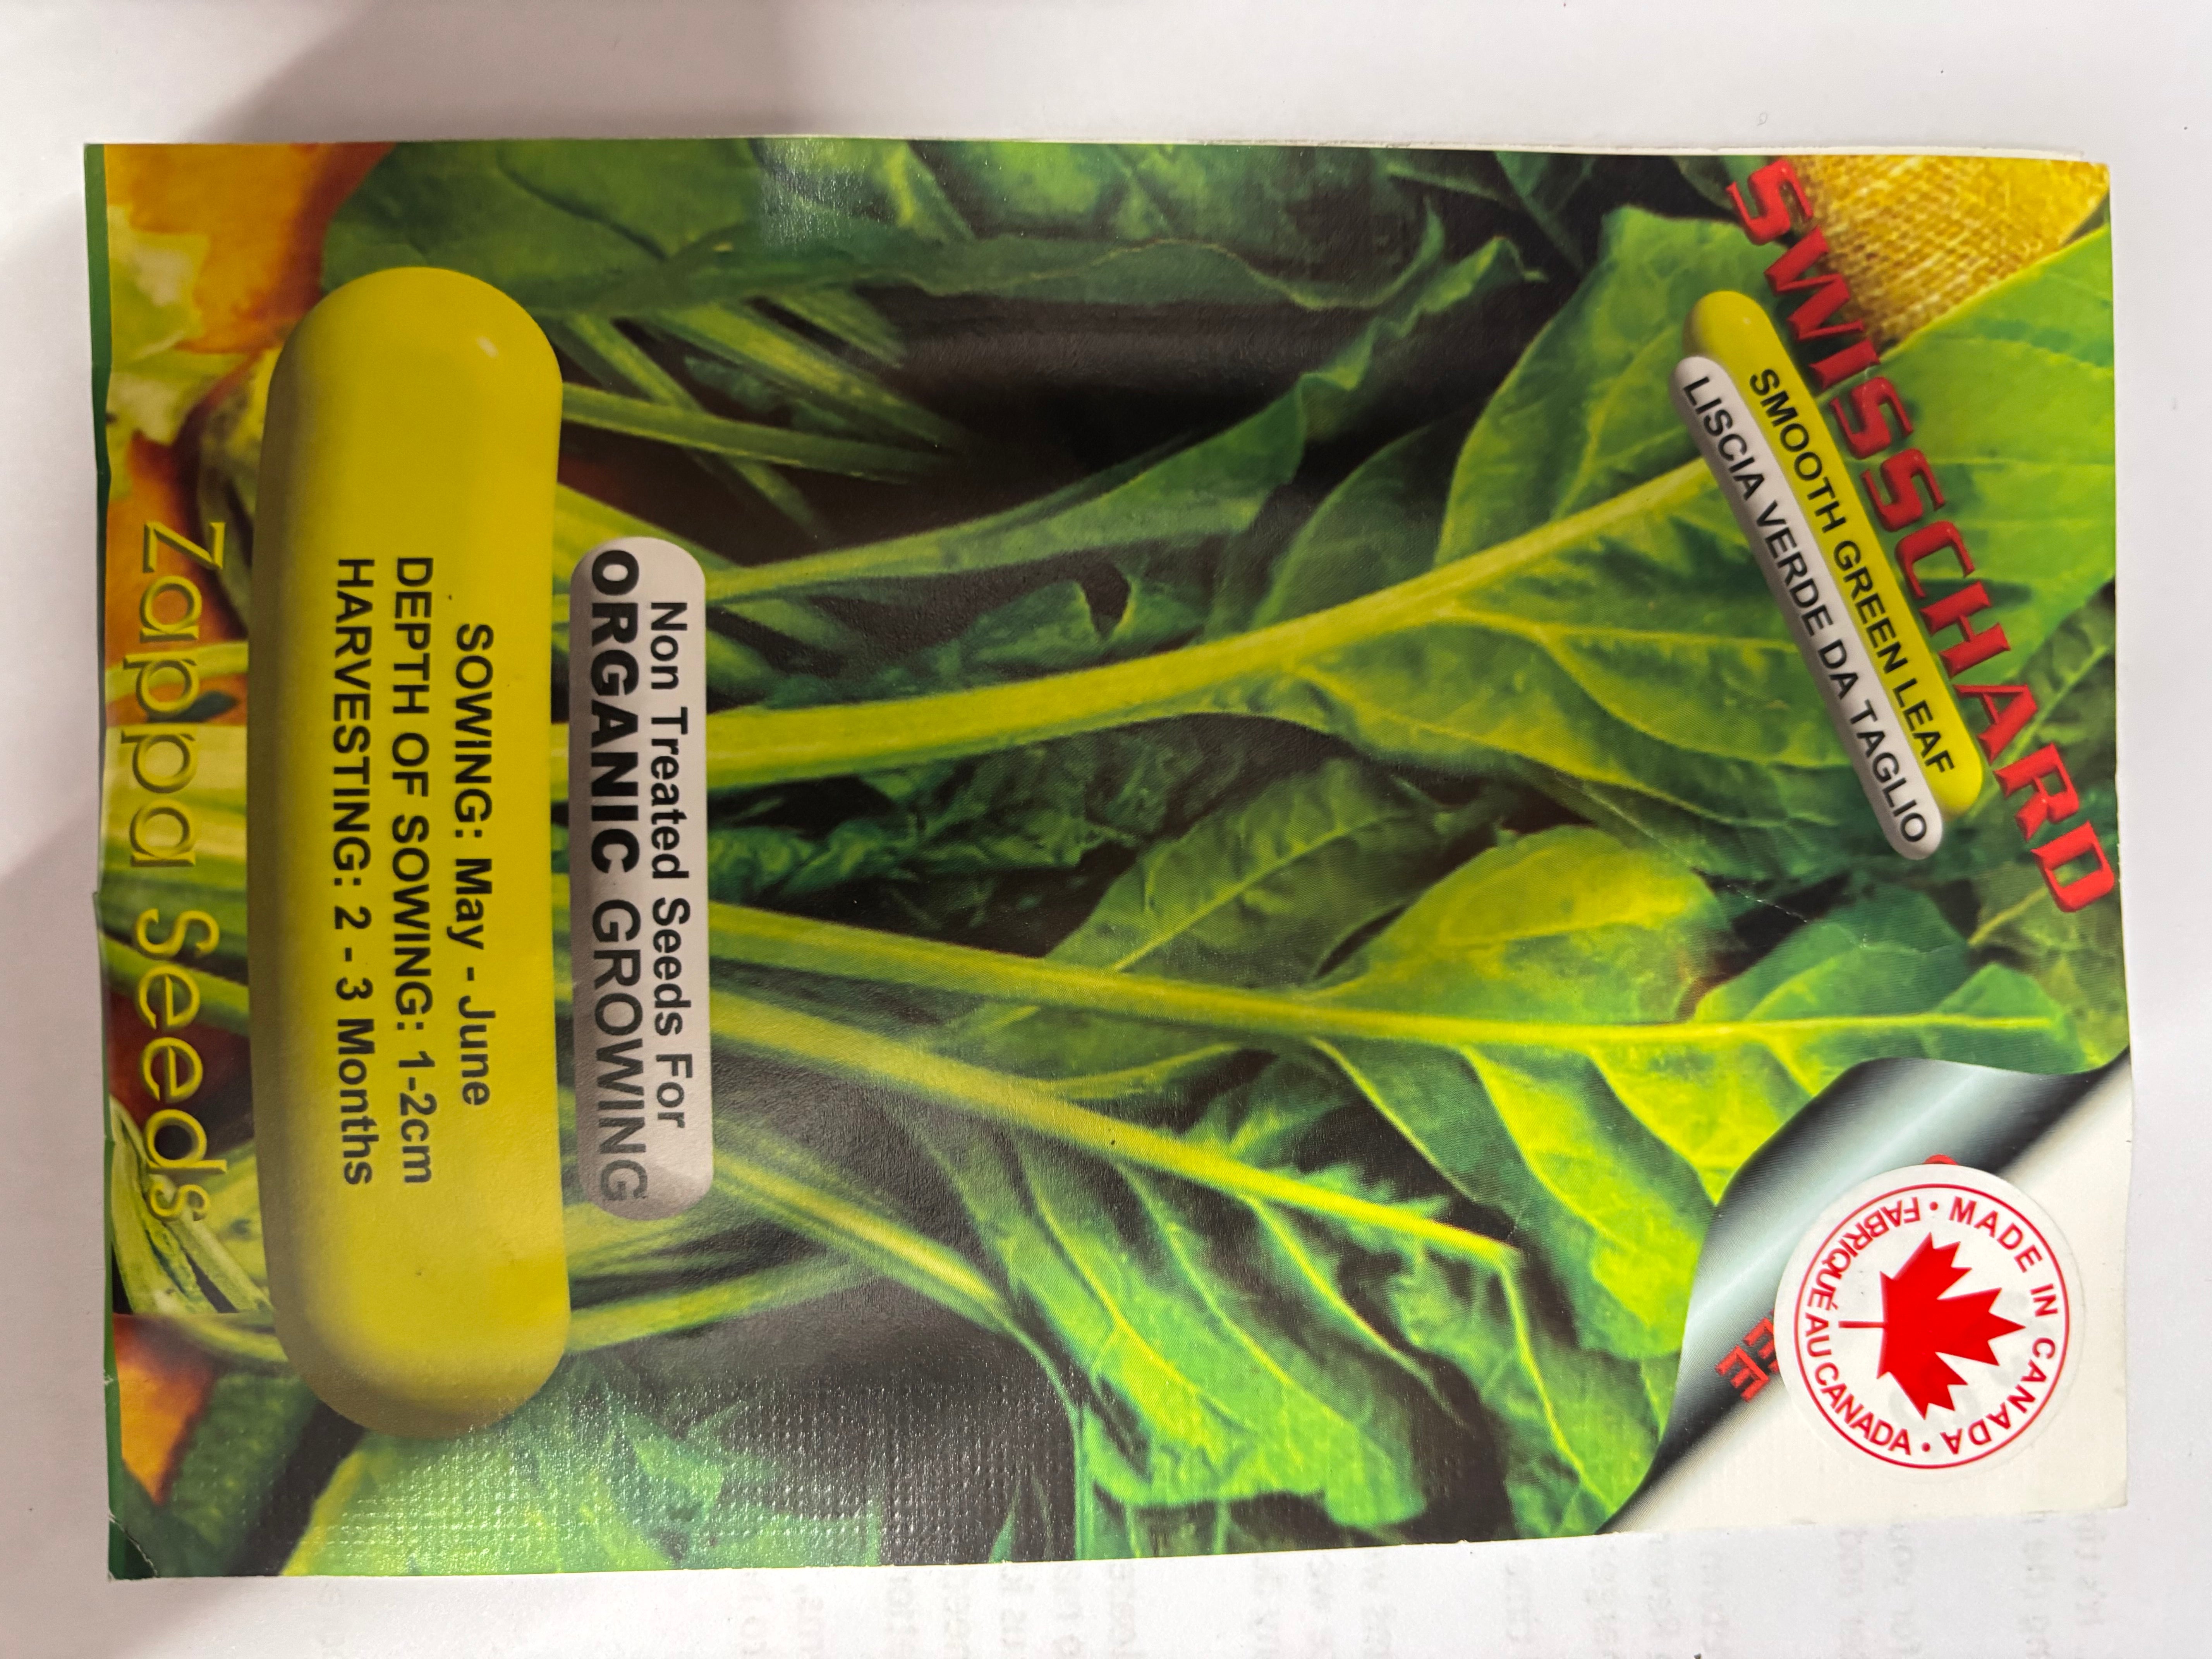 SWISSCHARD
SMOOTH GREEN LEAF
LISCIA VERDE DA TAGLIO
MADE IN CANADA
FABRIQUÉ AU CANADA
Non Treated Seeds For
ORGANIC GROWING
SOWING: May - June
DEPTH OF SOWING: 1-2cm
HARVESTING: 2 - 3 Months
Zappa Seeds